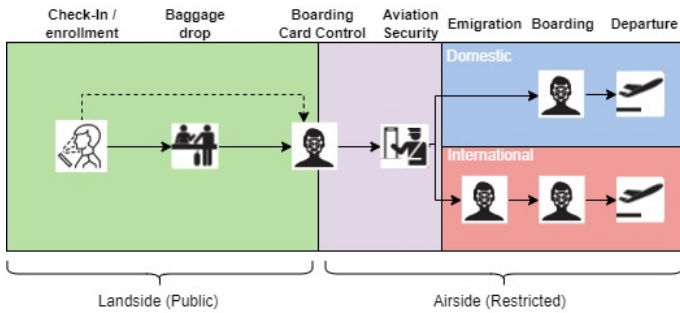 Check-In /
enrollment
Baggage
drop
Boarding
Card Control
Aviation
Security
Emigration
Boarding
Departure
Domestic
International
Landside (Public)
Airside (Restricted)